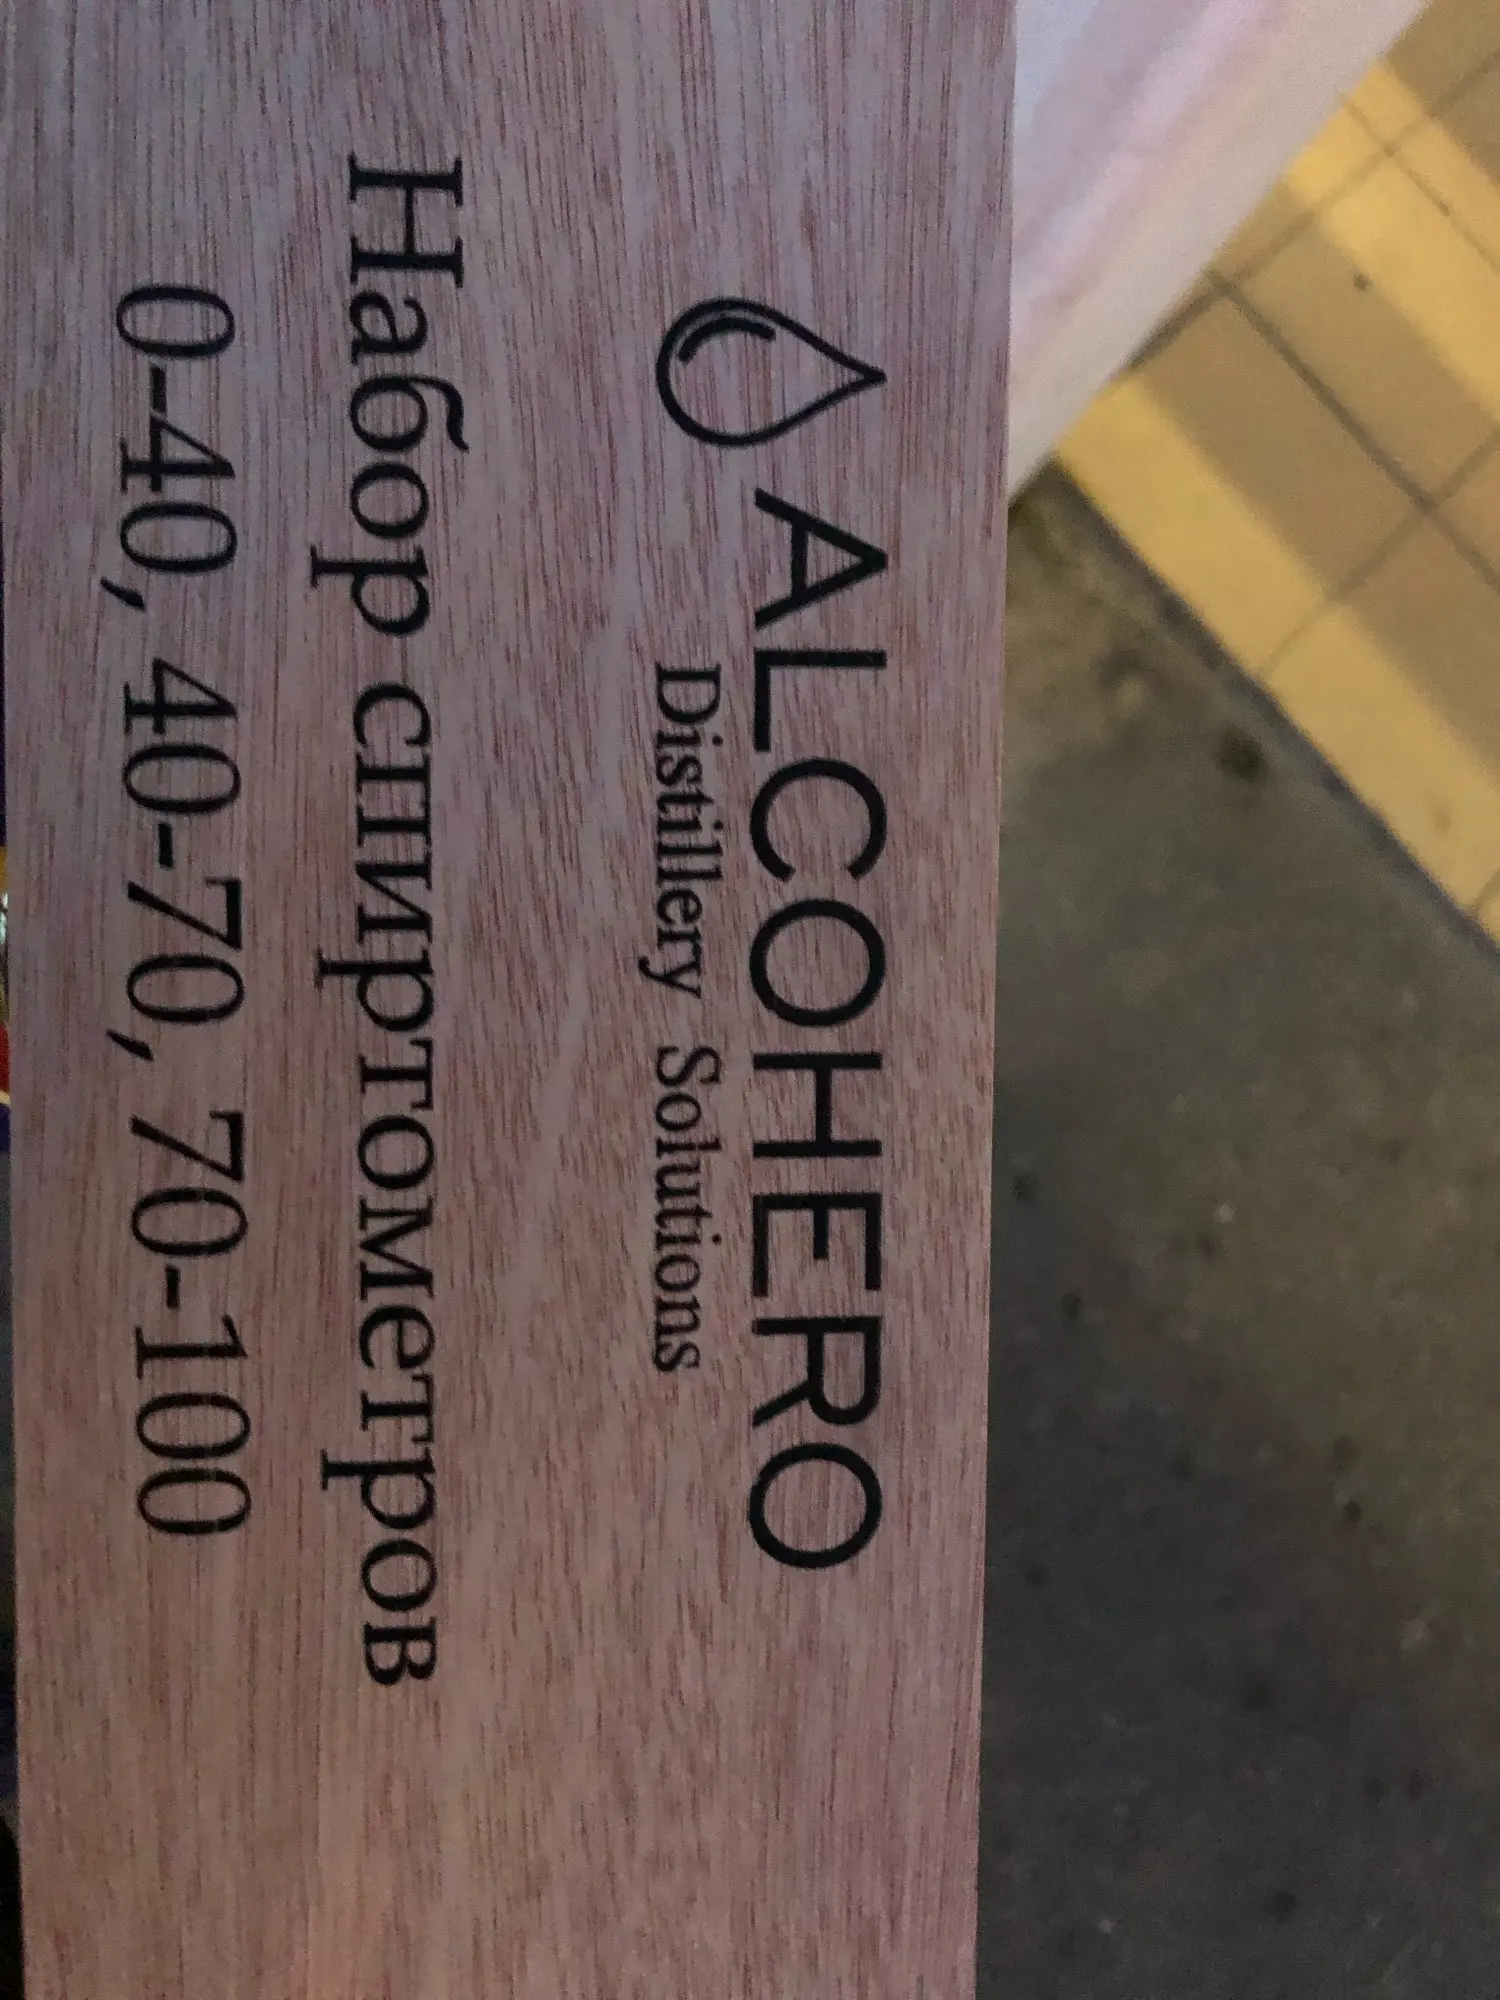 ALCOHERO
Distillery Solutions
Набор спиртометров
0-40, 40-70, 70-100